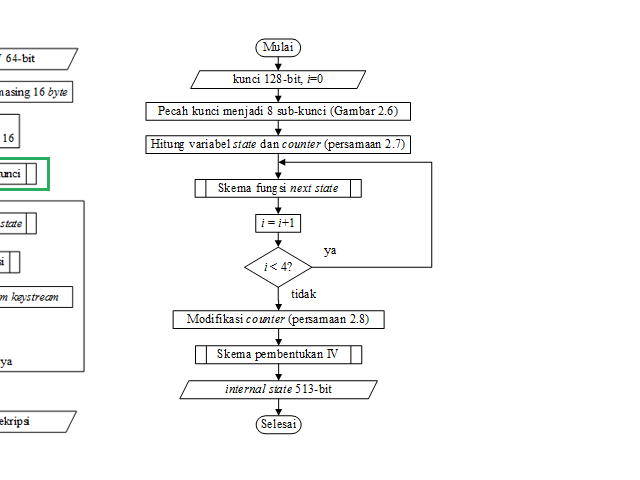 64-bit
masing 16 byte
16
kunci
state
si
m keystream
ya
ekripsi
Mulai
kunci 128-bit, i=0
Pecah kunci menjadi 8 sub-kunci (Gambar 2.6)
Hitung variabel state dan counter (persamaan 2.7)
Skema fungsi next state
i = i+1
ya
i < 4?
tidak
Modifikasi counter (persamaan 2.8)
Skema pembentukan IV
internal state 513-bit
Selesai